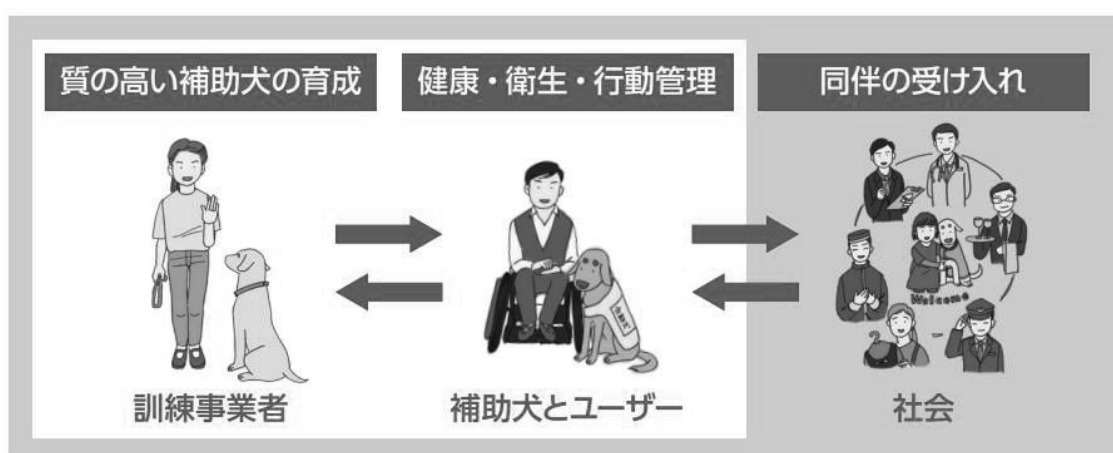 質の高い補助犬の育成
健康・衛生・行動管理
同伴の受け入れ
Welcome
訓練事業者
補助犬とユーザー
社会